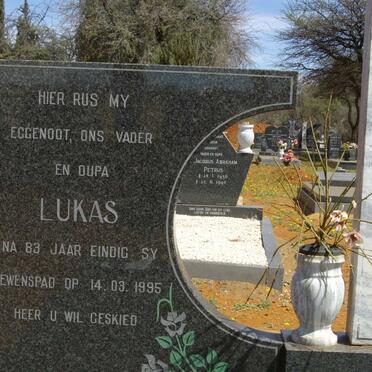 HIER RUS MY
EGGENOOT, ONS VADER
EN OUPA
LUKAS
NA 83 JAAR EINDIG SY
EWENSPAD OP 14.03.1995
HEER U WIL GESKIED
JACOBUS ABRAHAM
PETRUS